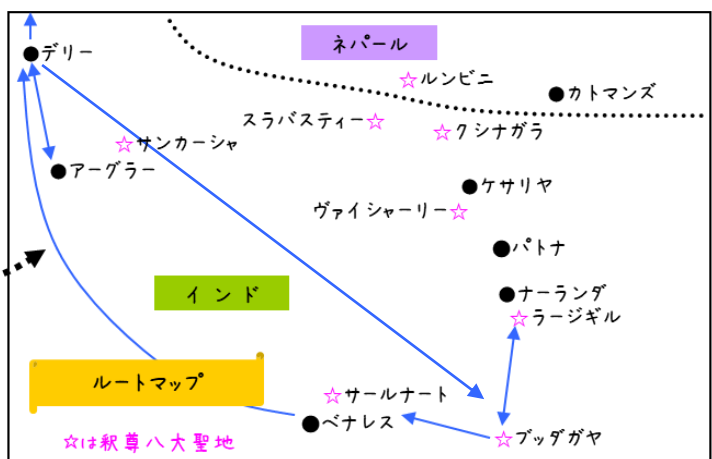 ネパール
デリー
☆ルンビニ
カトマンズ
スラバスティー☆
☆クシナガラ
☆サンカーシャ
アーグラー
ケサリヤ
ヴァイシャーリー☆
パトナ
インド
ナーランダ
☆ラージギル
ルートマップ
☆サールナート
ベナレス
☆ブッダガヤ
☆は釈尊八大聖地